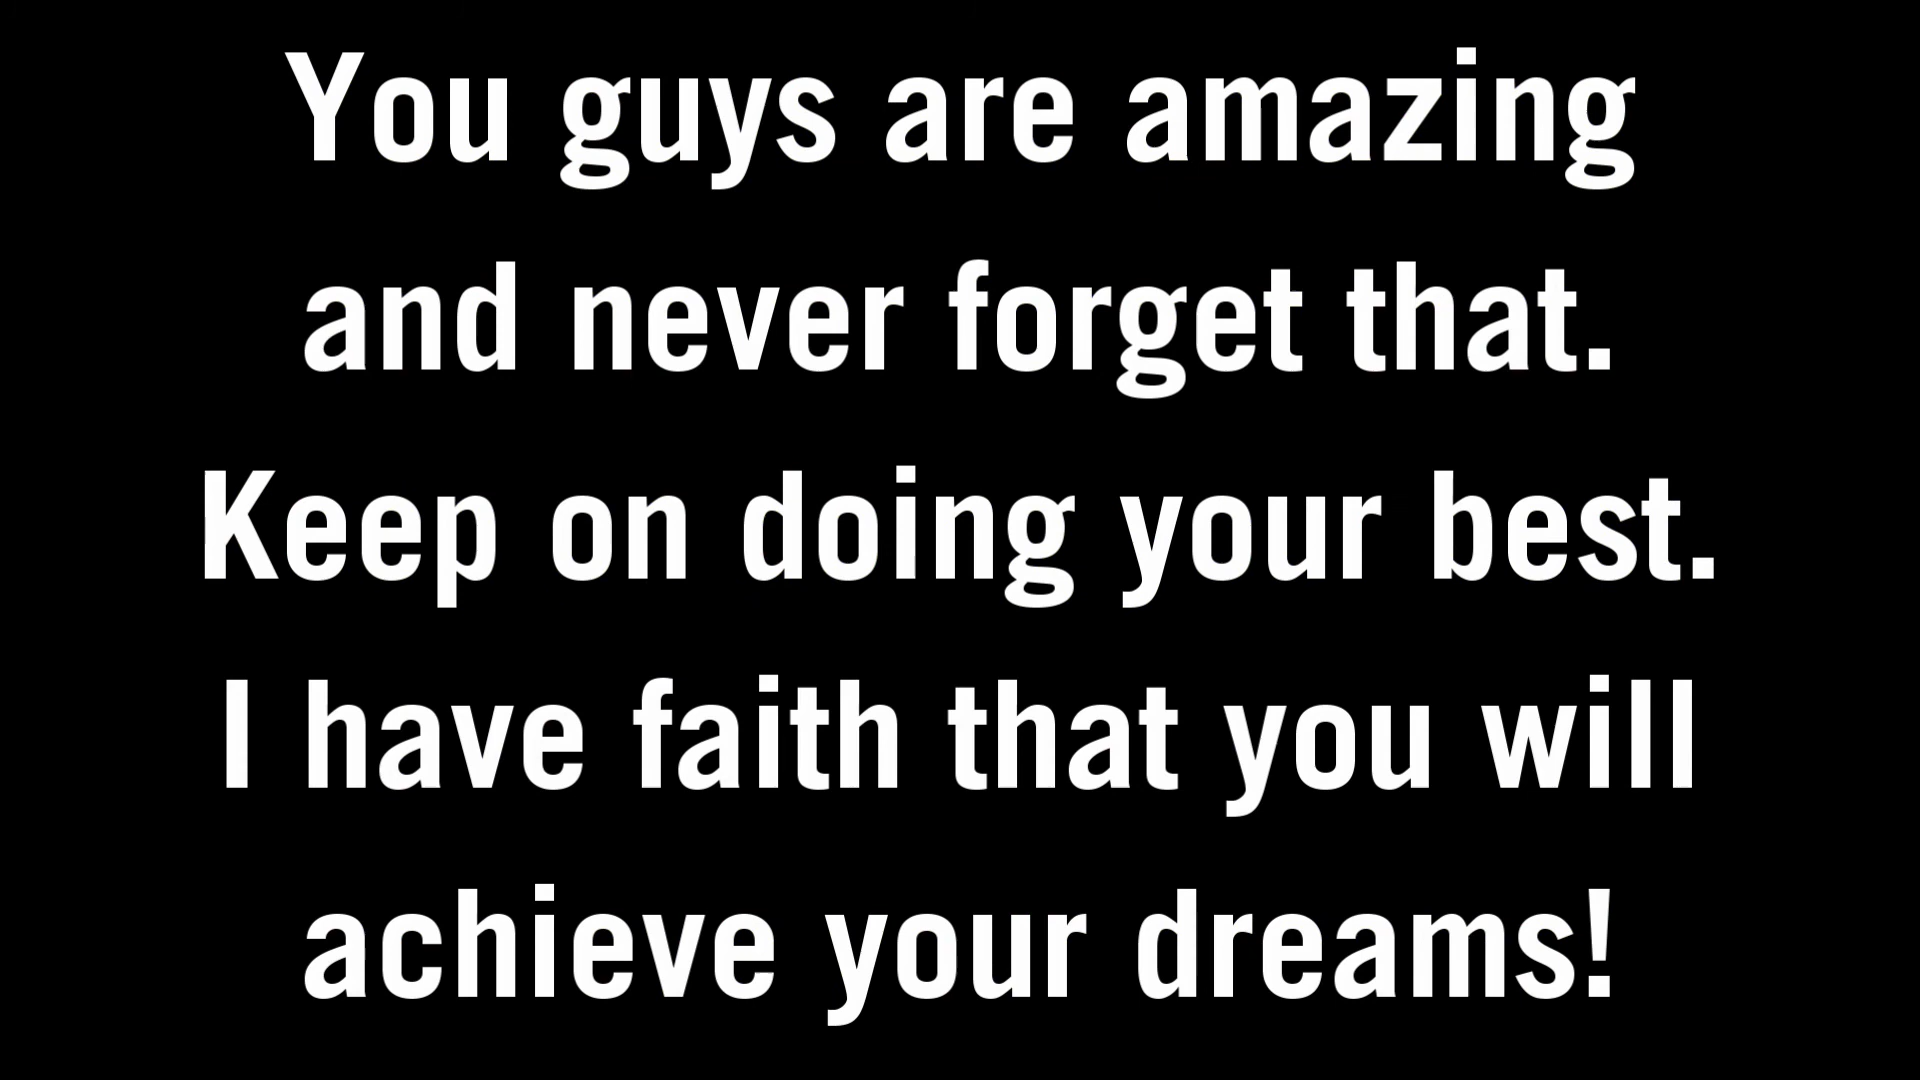 You guys are amazing
and never forget that.
Keep on doing your best.
I have faith that you will
achieve your dreams!